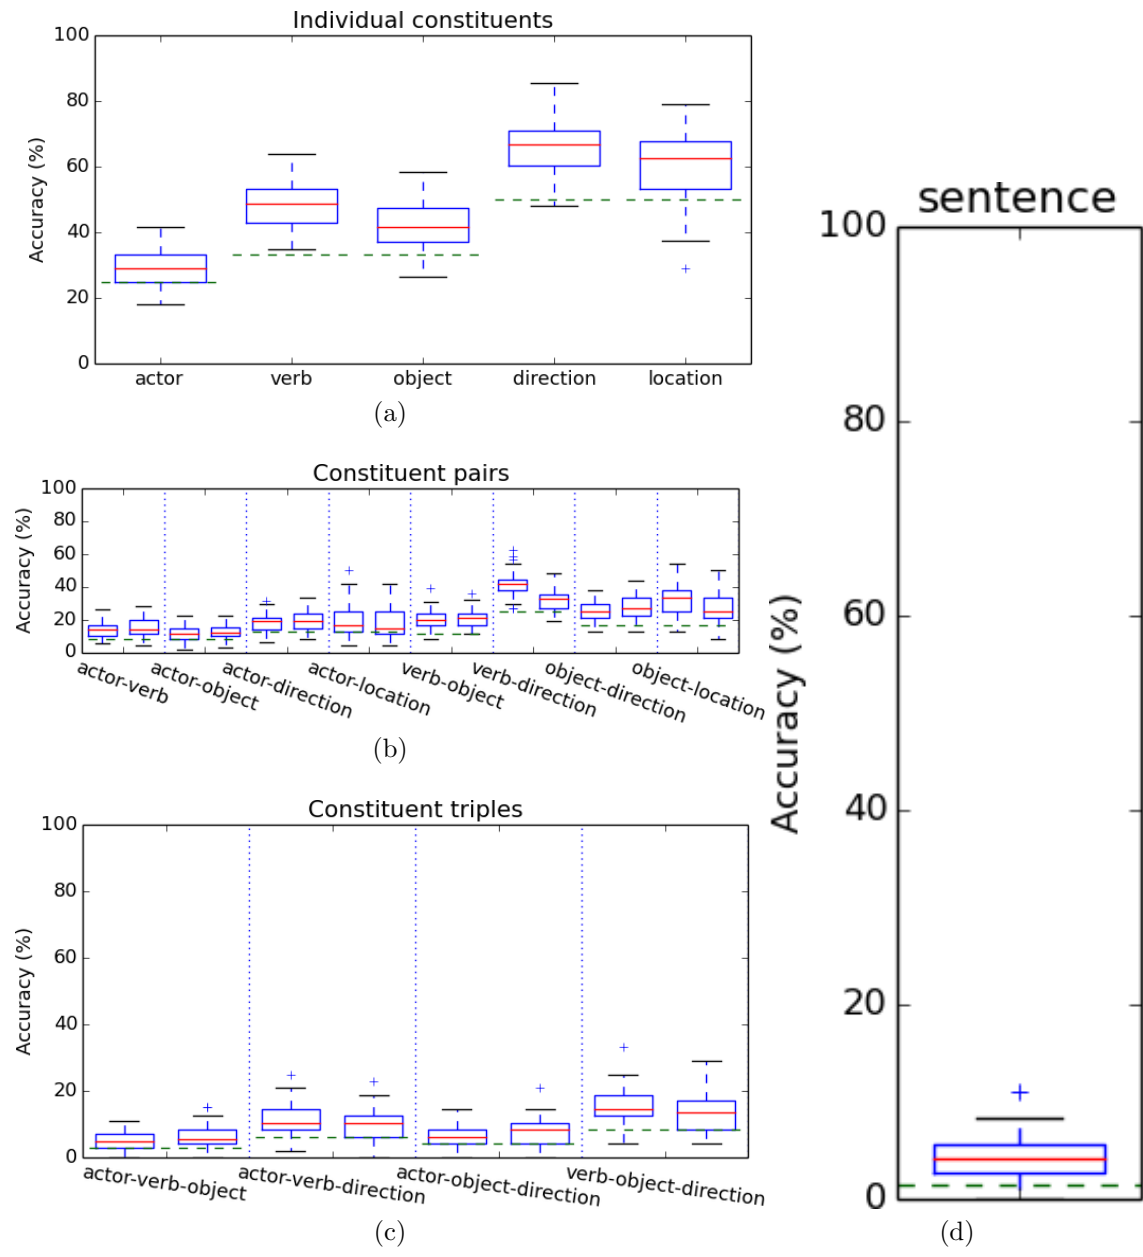 Individual constituents
100
80
60
40
20
0
Accuracy (%)
actor verb object direction location
(a)
Constituent pairs
100
80
60
40
20
0
Accuracy (%)
actor-verb actor-object actor-direction actor-location verb-object verb-direction object-direction object-location
(b)
Constituent triples
100
80
60
40
20
0
Accuracy (%)
actor-verb-object actor-verb-direction actor-object-direction verb-object-direction
(c)
sentence
100
80
60
40
20
0
Accuracy (%)
(d)